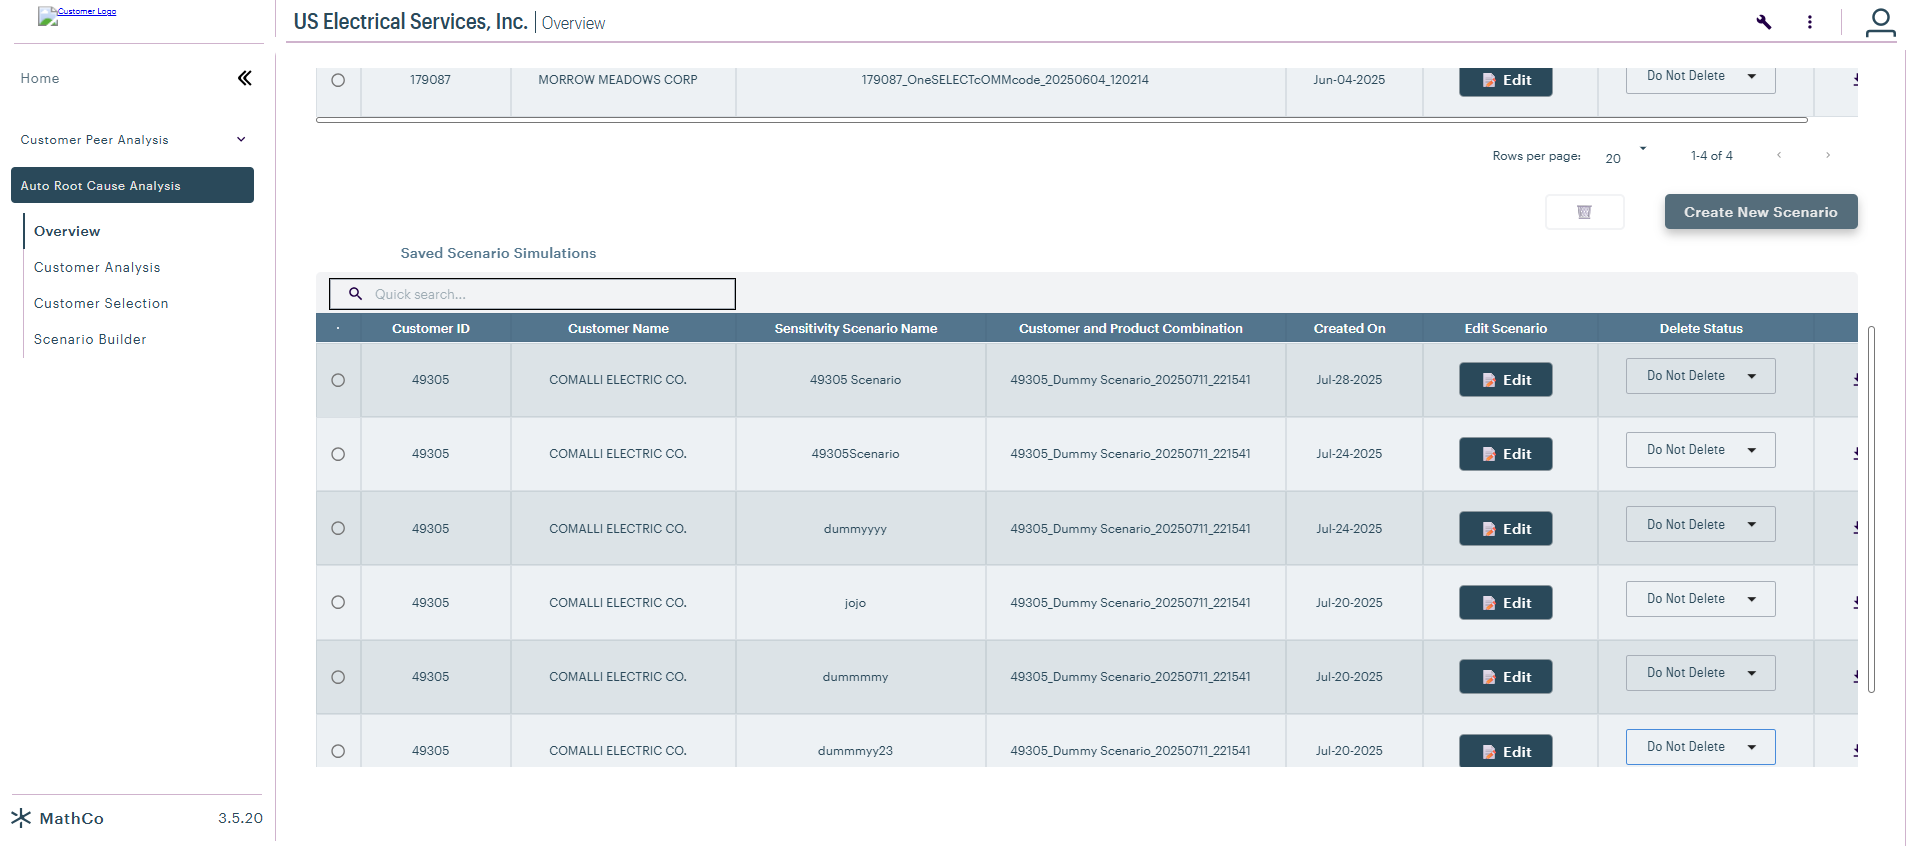 Customer Logo
US Electrical Services, Inc. Overview
Home
Customer Peer Analysis
Auto Root Cause Analysis
Overview
Customer Analysis
Customer Selection
Scenario Builder
MathCo 3.5.20
179087 MORROW MEADOWS CORP 179087_OneSELECTcOMMcode_20250604_120214 Jun-04-2025 Edit Do Not Delete
Rows per page: 20 1-4 of 4
Create New Scenario
Saved Scenario Simulations
Quick search...
Customer ID Customer Name Sensitivity Scenario Name Customer and Product Combination Created On Edit Scenario Delete Status
49305 COMALLI ELECTRIC CO. 49305 Scenario 49305_Dummy Scenario_20250711_221541 Jul-28-2025 Edit Do Not Delete
49305 COMALLI ELECTRIC CO. 49305Scenario 49305_Dummy Scenario_20250711_221541 Jul-24-2025 Edit Do Not Delete
49305 COMALLI ELECTRIC CO. dummyyyy 49305_Dummy Scenario_20250711_221541 Jul-24-2025 Edit Do Not Delete
49305 COMALLI ELECTRIC CO. jojo 49305_Dummy Scenario_20250711_221541 Jul-20-2025 Edit Do Not Delete
49305 COMALLI ELECTRIC CO. dummmmy 49305_Dummy Scenario_20250711_221541 Jul-20-2025 Edit Do Not Delete
49305 COMALLI ELECTRIC CO. dummmyy23 49305_Dummy Scenario_20250711_221541 Jul-20-2025 Edit Do Not Delete